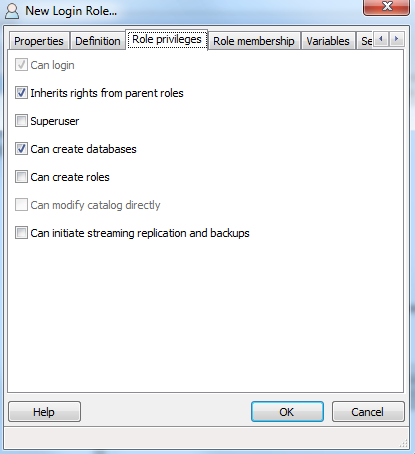 New Login Role...
Properties Definition Role privileges Role membership Variables Se
Can login
Inherits rights from parent roles
Superuser
Can create databases
Can create roles
Can modify catalog directly
Can initiate streaming replication and backups
Help OK Cancel